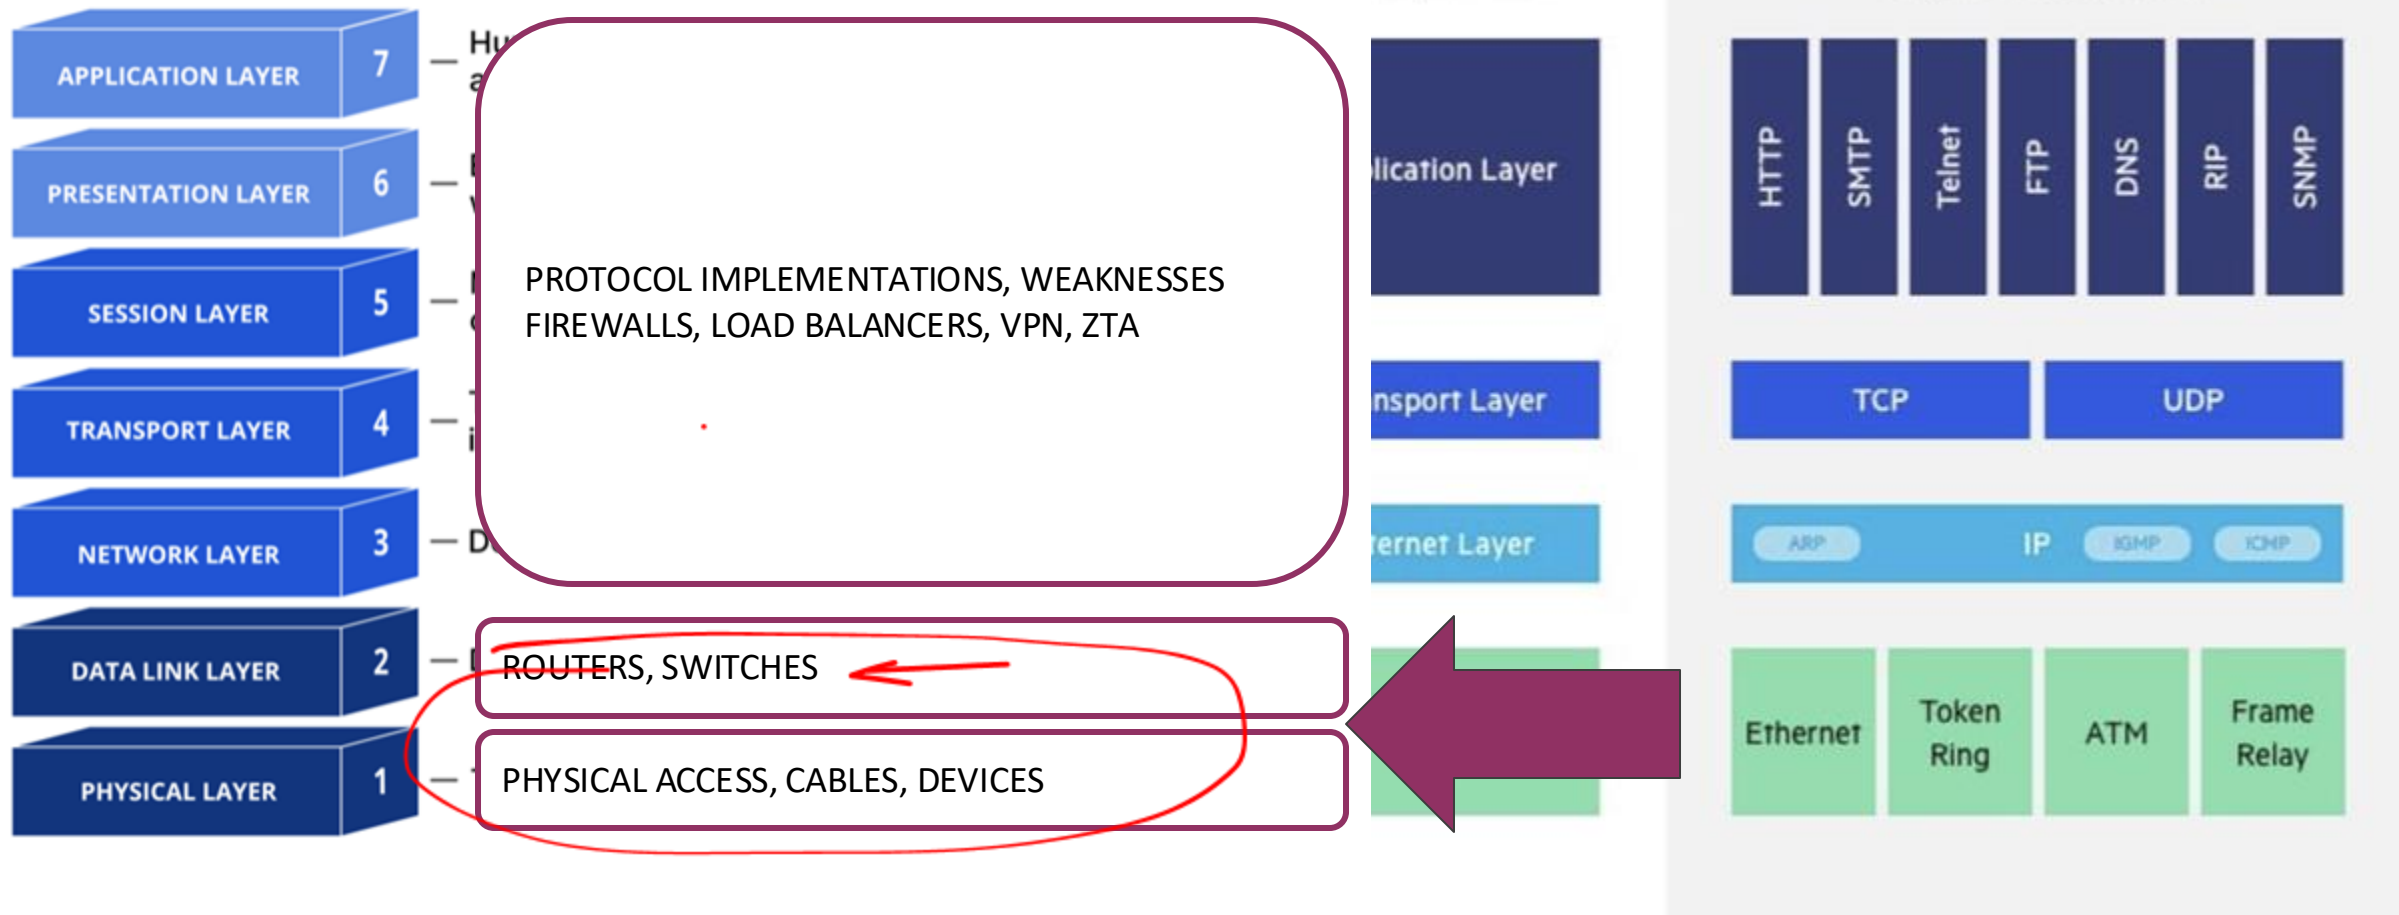 APPLICATION LAYER 7
PRESENTATION LAYER 6
SESSION LAYER 5
TRANSPORT LAYER 4
NETWORK LAYER 3
DATA LINK LAYER 2
PHYSICAL LAYER 1
PROTOCOL IMPLEMENTATIONS, WEAKNESSES
FIREWALLS, LOAD BALANCERS, VPN, ZTA
ROUTERS, SWITCHES
PHYSICAL ACCESS, CABLES, DEVICES
lication Layer
nsport Layer
ernet Layer
HTTP
SMTP
Telnet
FTP
DNS
RIP
SNMP
TCP
UDP
ARP
IP
IGMP
ICMP
Ethernet
Token
Ring
ATM
Frame
Relay